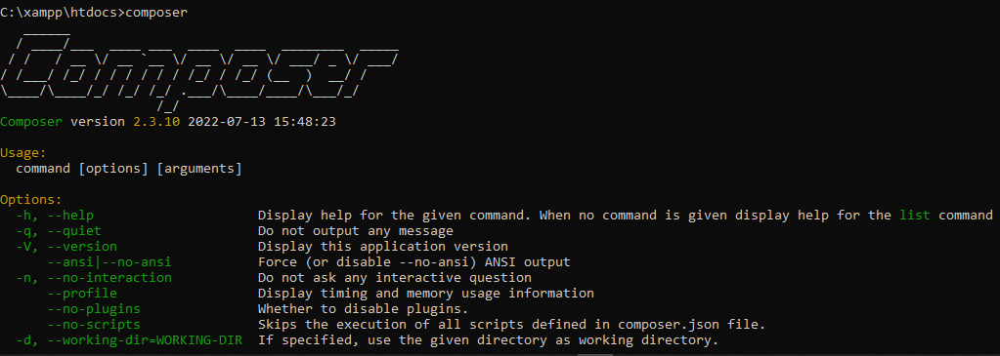 C:\xampp\htdocs>composer
   ______
  / ____/___  ____ ___  ____  ____  ________  _____
 / /   / __ \/ __ `__ \/ __ \/ __ \/ ___/ _ \/ ___/
/ /___/ /_/ / / / / / / /_/ / /_/ (__  )  __/ /
\____/\____/_/ /_/ /_/ .___/\____/____/\___/_/
                    /_/
Composer version 2.3.10 2022-07-13 15:48:23

Usage:
  command [options] [arguments]

Options:
  -h, --help                     Display help for the given command. When no command is given display help for the list command
  -q, --quiet                    Do not output any message
  -V, --version                  Display this application version
      --ansi|--no-ansi           Force (or disable --no-ansi) ANSI output
  -n, --no-interaction           Do not ask any interactive question
      --profile                  Display timing and memory usage information
      --no-plugins               Whether to disable plugins.
      --no-scripts               Skips the execution of all scripts defined in composer.json file.
  -d, --working-dir=WORKING-DIR  If specified, use the given directory as working directory.